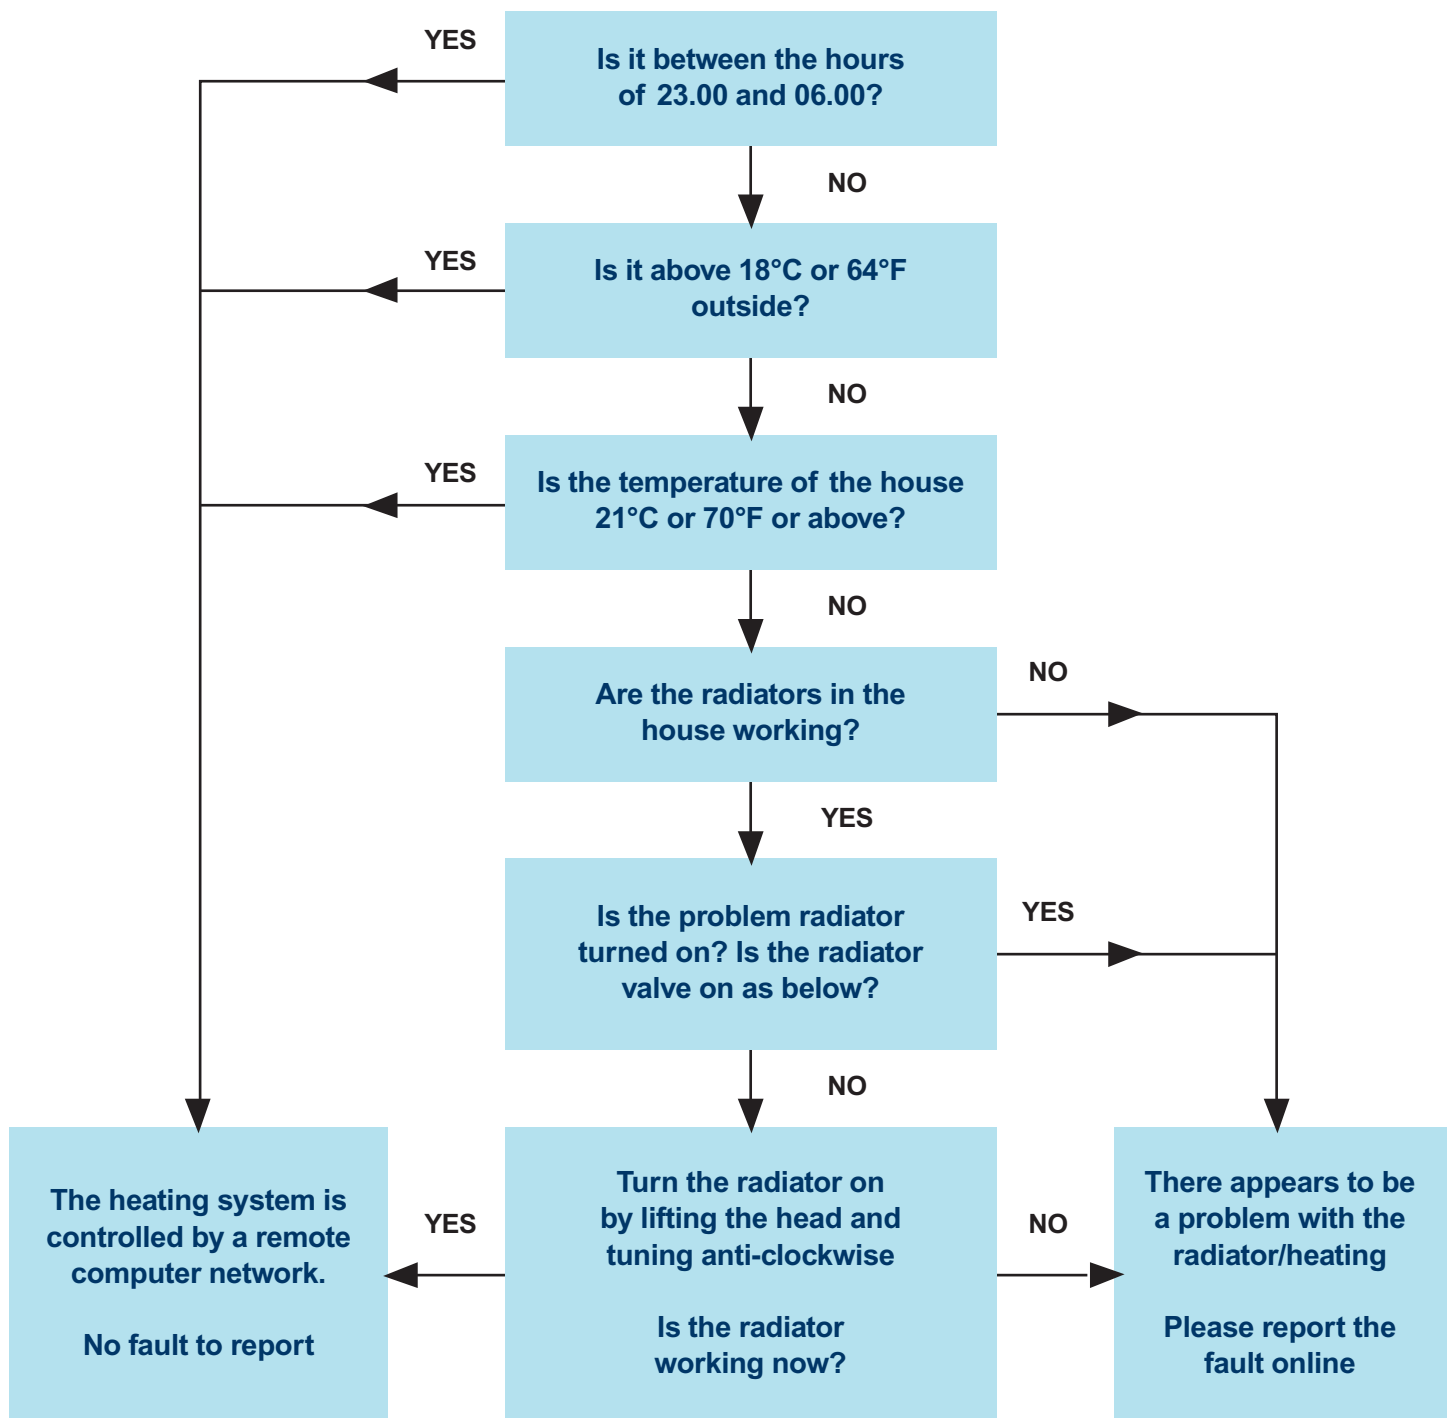 YES
Is it between the hours
of 23.00 and 06.00?
NO
YES
Is it above 18°C or 64°F
outside?
NO
YES
Is the temperature of the house
21°C or 70°F or above?
NO
Are the radiators in the
house working?
NO
YES
Is the problem radiator
turned on? Is the radiator
valve on as below?
YES
NO
The heating system is
controlled by a remote
computer network.
No fault to report
YES
Turn the radiator on
by lifting the head and
tuning anti-clockwise
Is the radiator
working now?
NO
There appears to be
a problem with the
radiator/heating
Please report the
fault online